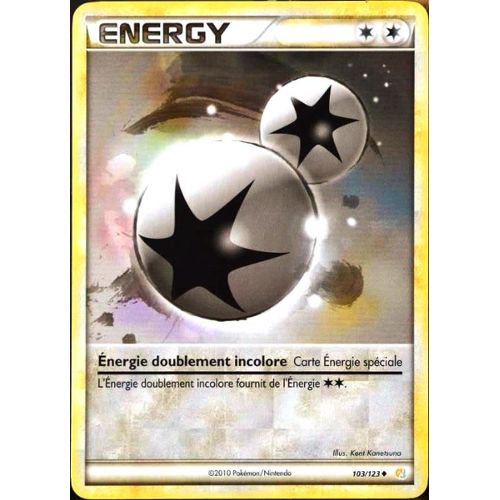 ENERGY
Énergie doublement incolore Carte Énergie spéciale
L'Énergie doublement incolore fournit de l'Énergie ✶✶.
Illus. Kent Kanetsuna
©2010 Pokémon/Nintendo
103/123 ◆